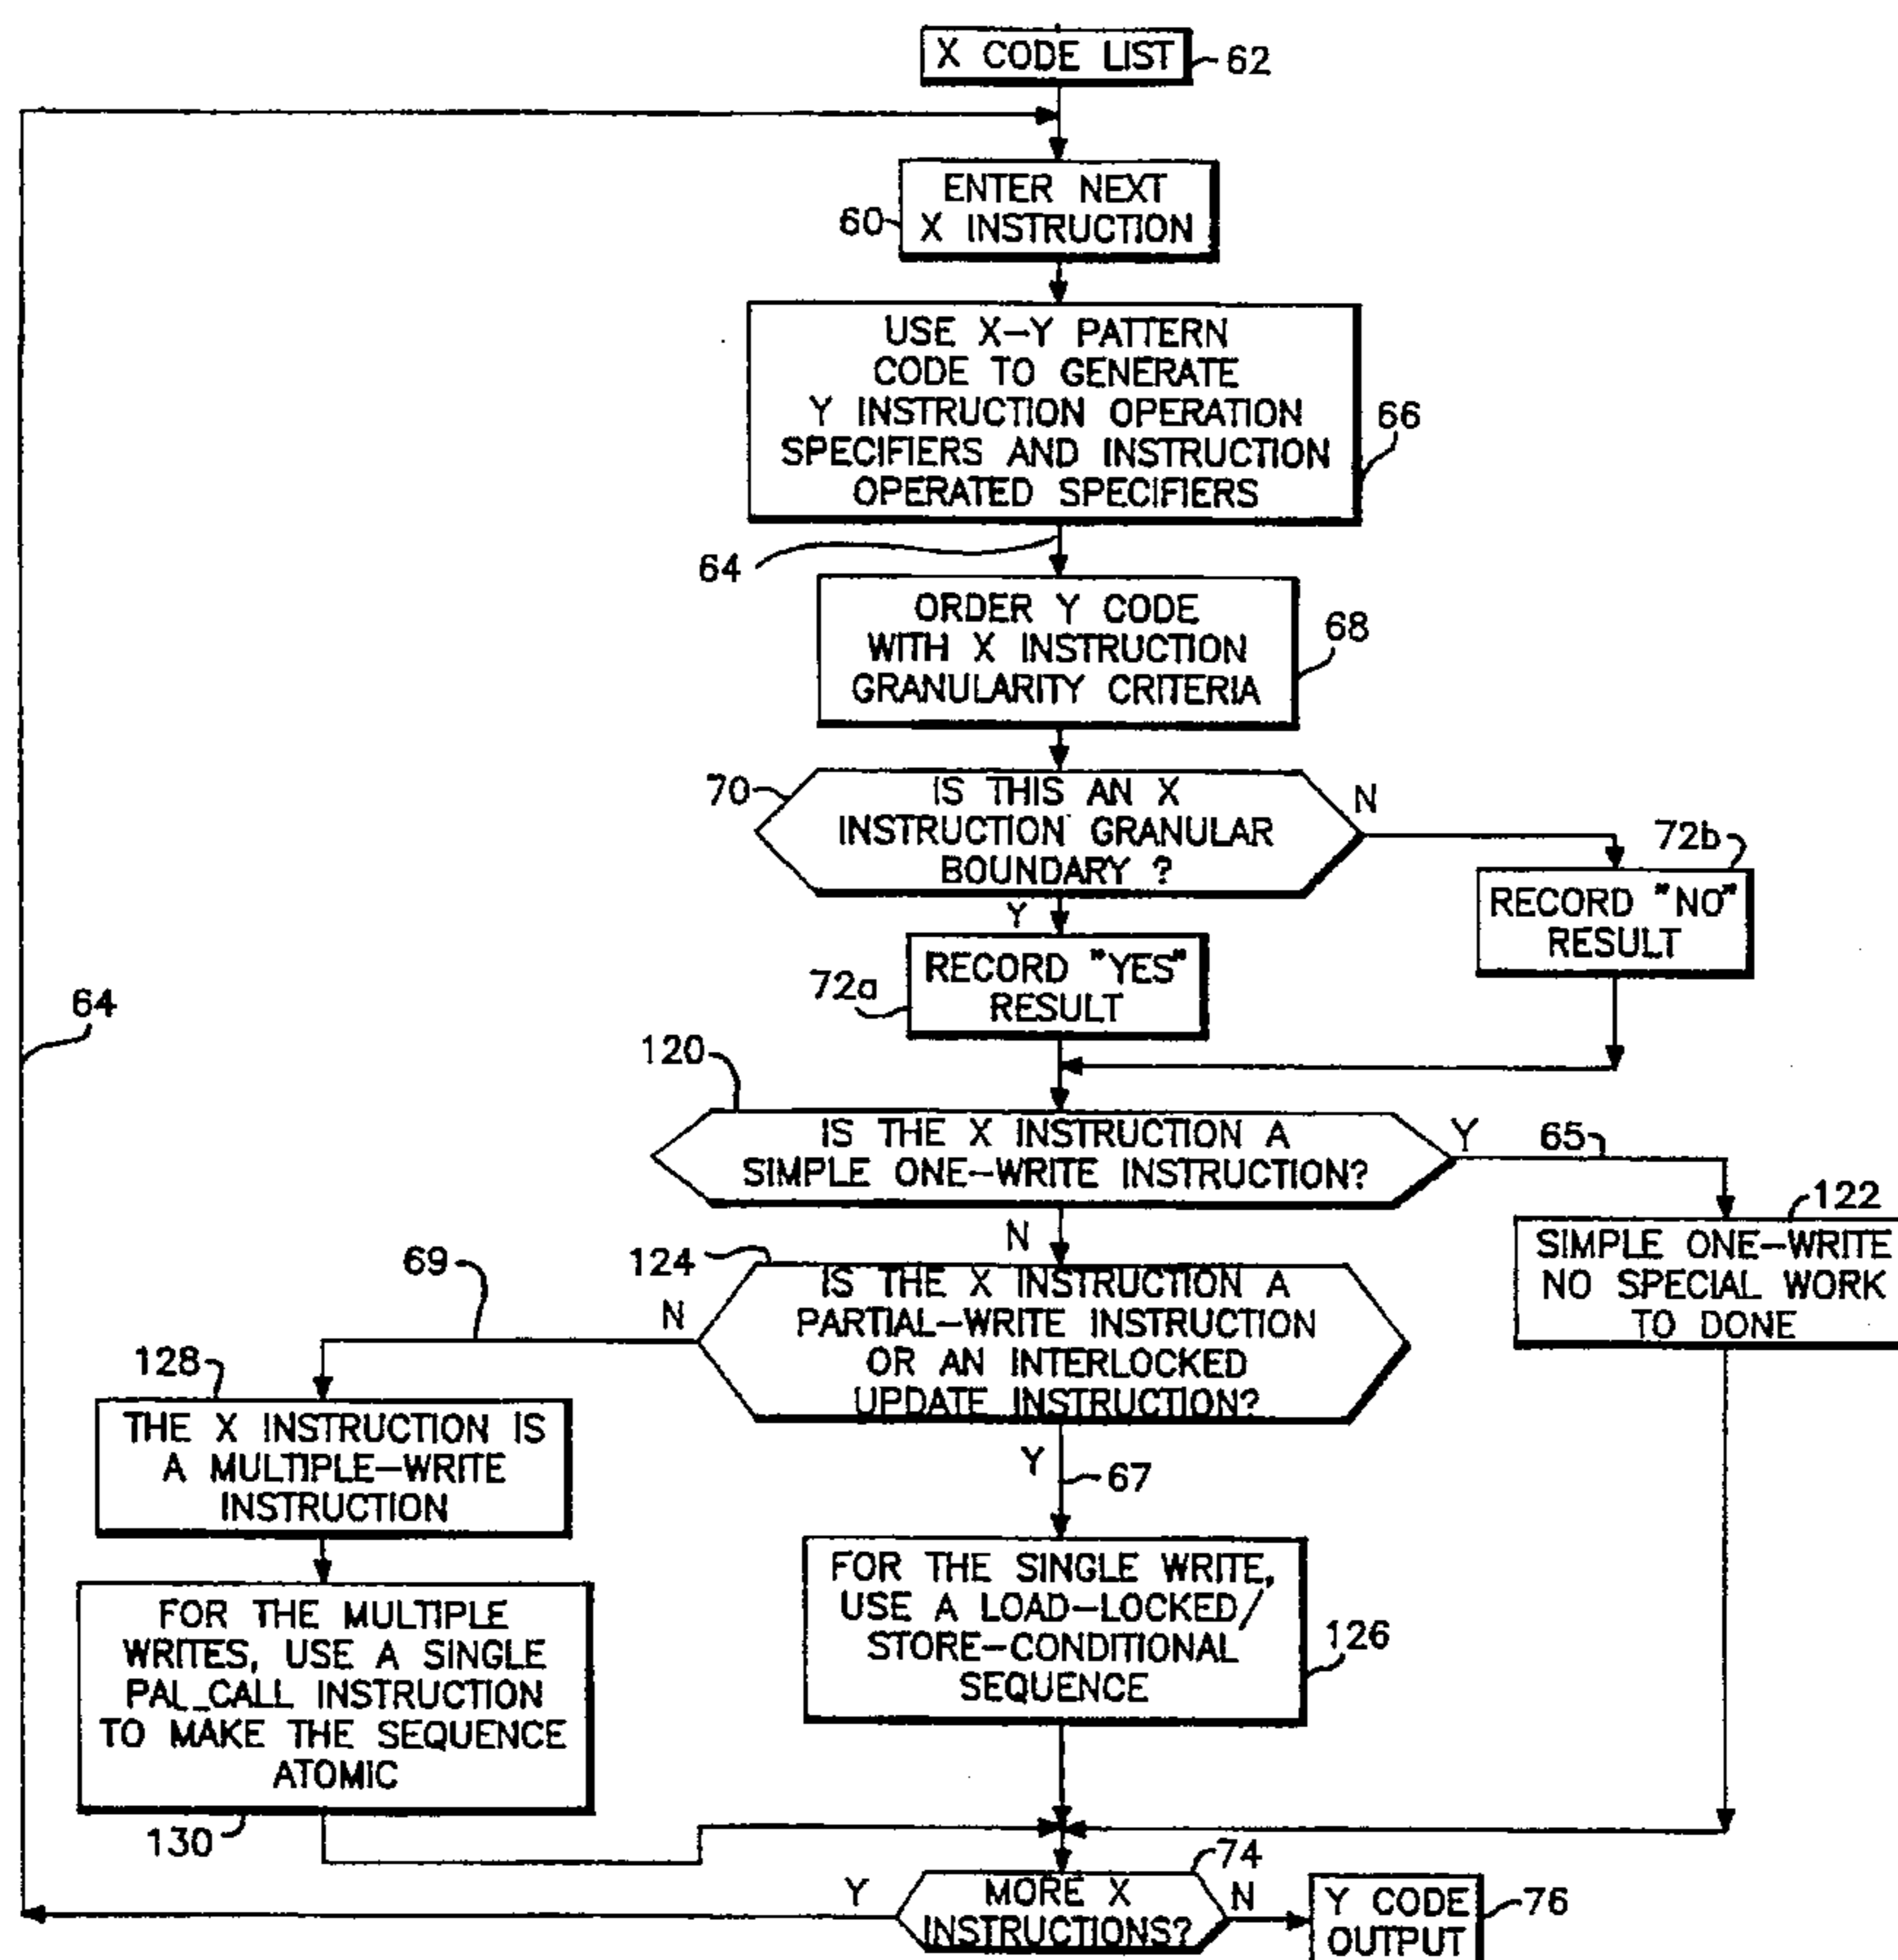 X CODE LIST
62
ENTER NEXT
X INSTRUCTION
60
USE X-Y PATTERN
CODE TO GENERATE
Y INSTRUCTION OPERATION
SPECIFIERS AND INSTRUCTION
OPERATED SPECIFIERS
66
64
ORDER Y CODE
WITH X INSTRUCTION
GRANULARITY CRITERIA
68
70
IS THIS AN X
INSTRUCTION GRANULAR
BOUNDARY ?
N
Y
72b
RECORD "NO"
RESULT
RECORD "YES"
RESULT
72a
64
120
IS THE X INSTRUCTION A
SIMPLE ONE-WRITE INSTRUCTION?
Y
65
N
122
SIMPLE ONE-WRITE
NO SPECIAL WORK
TO DONE
124
IS THE X INSTRUCTION A
PARTIAL-WRITE INSTRUCTION
OR AN INTERLOCKED
UPDATE INSTRUCTION?
N
69
Y
67
128
THE X INSTRUCTION IS
A MULTIPLE-WRITE
INSTRUCTION
FOR THE MULTIPLE
WRITES, USE A SINGLE
PAL_CALL INSTRUCTION
TO MAKE THE SEQUENCE
ATOMIC
130
FOR THE SINGLE WRITE,
USE A LOAD-LOCKED/
STORE-CONDITIONAL
SEQUENCE
126
74
MORE X
INSTRUCTIONS?
Y
N
Y CODE
OUTPUT
76